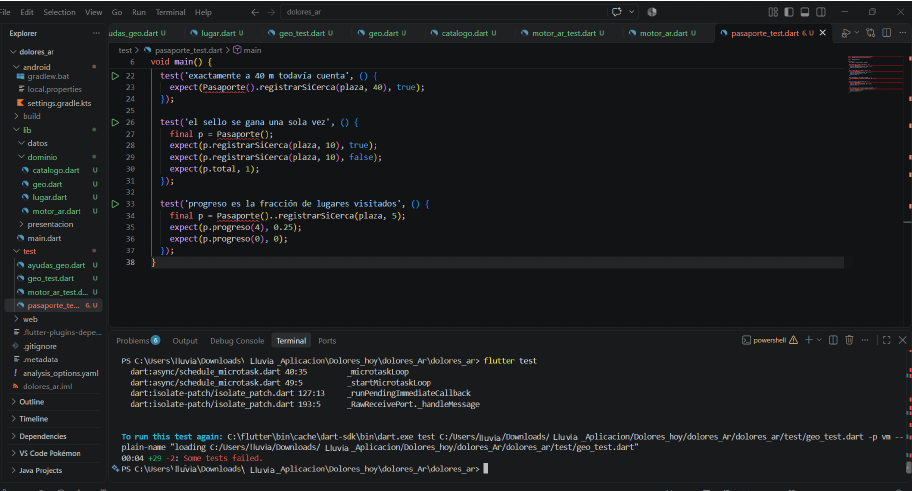 File Edit Selection View Go Run Terminal Help
dolores_ar
Explorer
dolores_ar
android
gradlew.bat
local.properties
settings.gradle.kts
build
lib
datos
dominio
catalogo.dart U
geo.dart U
lugar.dart U
motor_ar.dart U
presentacion
main.dart
test
ayudas_geo.dart U
geo_test.dart U
motor_ar_test.d... U
pasaporte_te... 6, U
web
.flutter-plugins-depe...
.gitignore
.metadata
analysis_options.yaml
dolores_ar.iml
Outline
Timeline
Dependencies
VS Code Pokémon
Java Projects
yudas_geo.dart U
lugar.dart U
geo_test.dart U
geo.dart U
catalogo.dart U
motor_ar_test.dart U
motor_ar.dart U
pasaporte_test.dart 6, U
test > pasaporte_test.dart > main
6 void main() {
22 test('exactamente a 40 m todavía cuenta', () {
23 expect(Pasaporte().registrarSiCerca(plaza, 40), true);
24 });
25
26 test('el sello se gana una sola vez', () {
27 final p = Pasaporte();
28 expect(p.registrarSiCerca(plaza, 10), true);
29 expect(p.registrarSiCerca(plaza, 10), false);
30 expect(p.total, 1);
31 });
32
33 test('progreso es la fracción de lugares visitados', () {
34 final p = Pasaporte()..registrarSiCerca(plaza, 5);
35 expect(p.progreso(4), 0.25);
36 expect(p.progreso(0), 0);
37 });
38 }
Problems 6 Output Debug Console Terminal Ports
powershell
PS C:\Users\lluvia\Downloads\ Lluvia _Aplicacion\Dolores_hoy\dolores_Ar\dolores_ar> flutter test
dart:async/schedule_microtask.dart 40:35 _microtaskLoop
dart:async/schedule_microtask.dart 49:5 _startMicrotaskLoop
dart:isolate-patch/isolate_patch.dart 127:13 _runPendingImmediateCallback
dart:isolate-patch/isolate_patch.dart 193:5 _RawReceivePort._handleMessage
To run this test again: C:\flutter\bin\cache\dart-sdk\bin\dart.exe test C:/Users/lluvia/Downloads/ Lluvia _Aplicacion/Dolores_hoy/dolores_Ar/dolores_ar/test/geo_test.dart -p vm --
plain-name "loading C:/Users/lluvia/Downloads/ Lluvia _Aplicacion/Dolores_hoy/dolores_Ar/dolores_ar/test/geo_test.dart"
00:04 +29 -2: Some tests failed.
PS C:\Users\lluvia\Downloads\ Lluvia _Aplicacion\Dolores_hoy\dolores_Ar\dolores_ar>